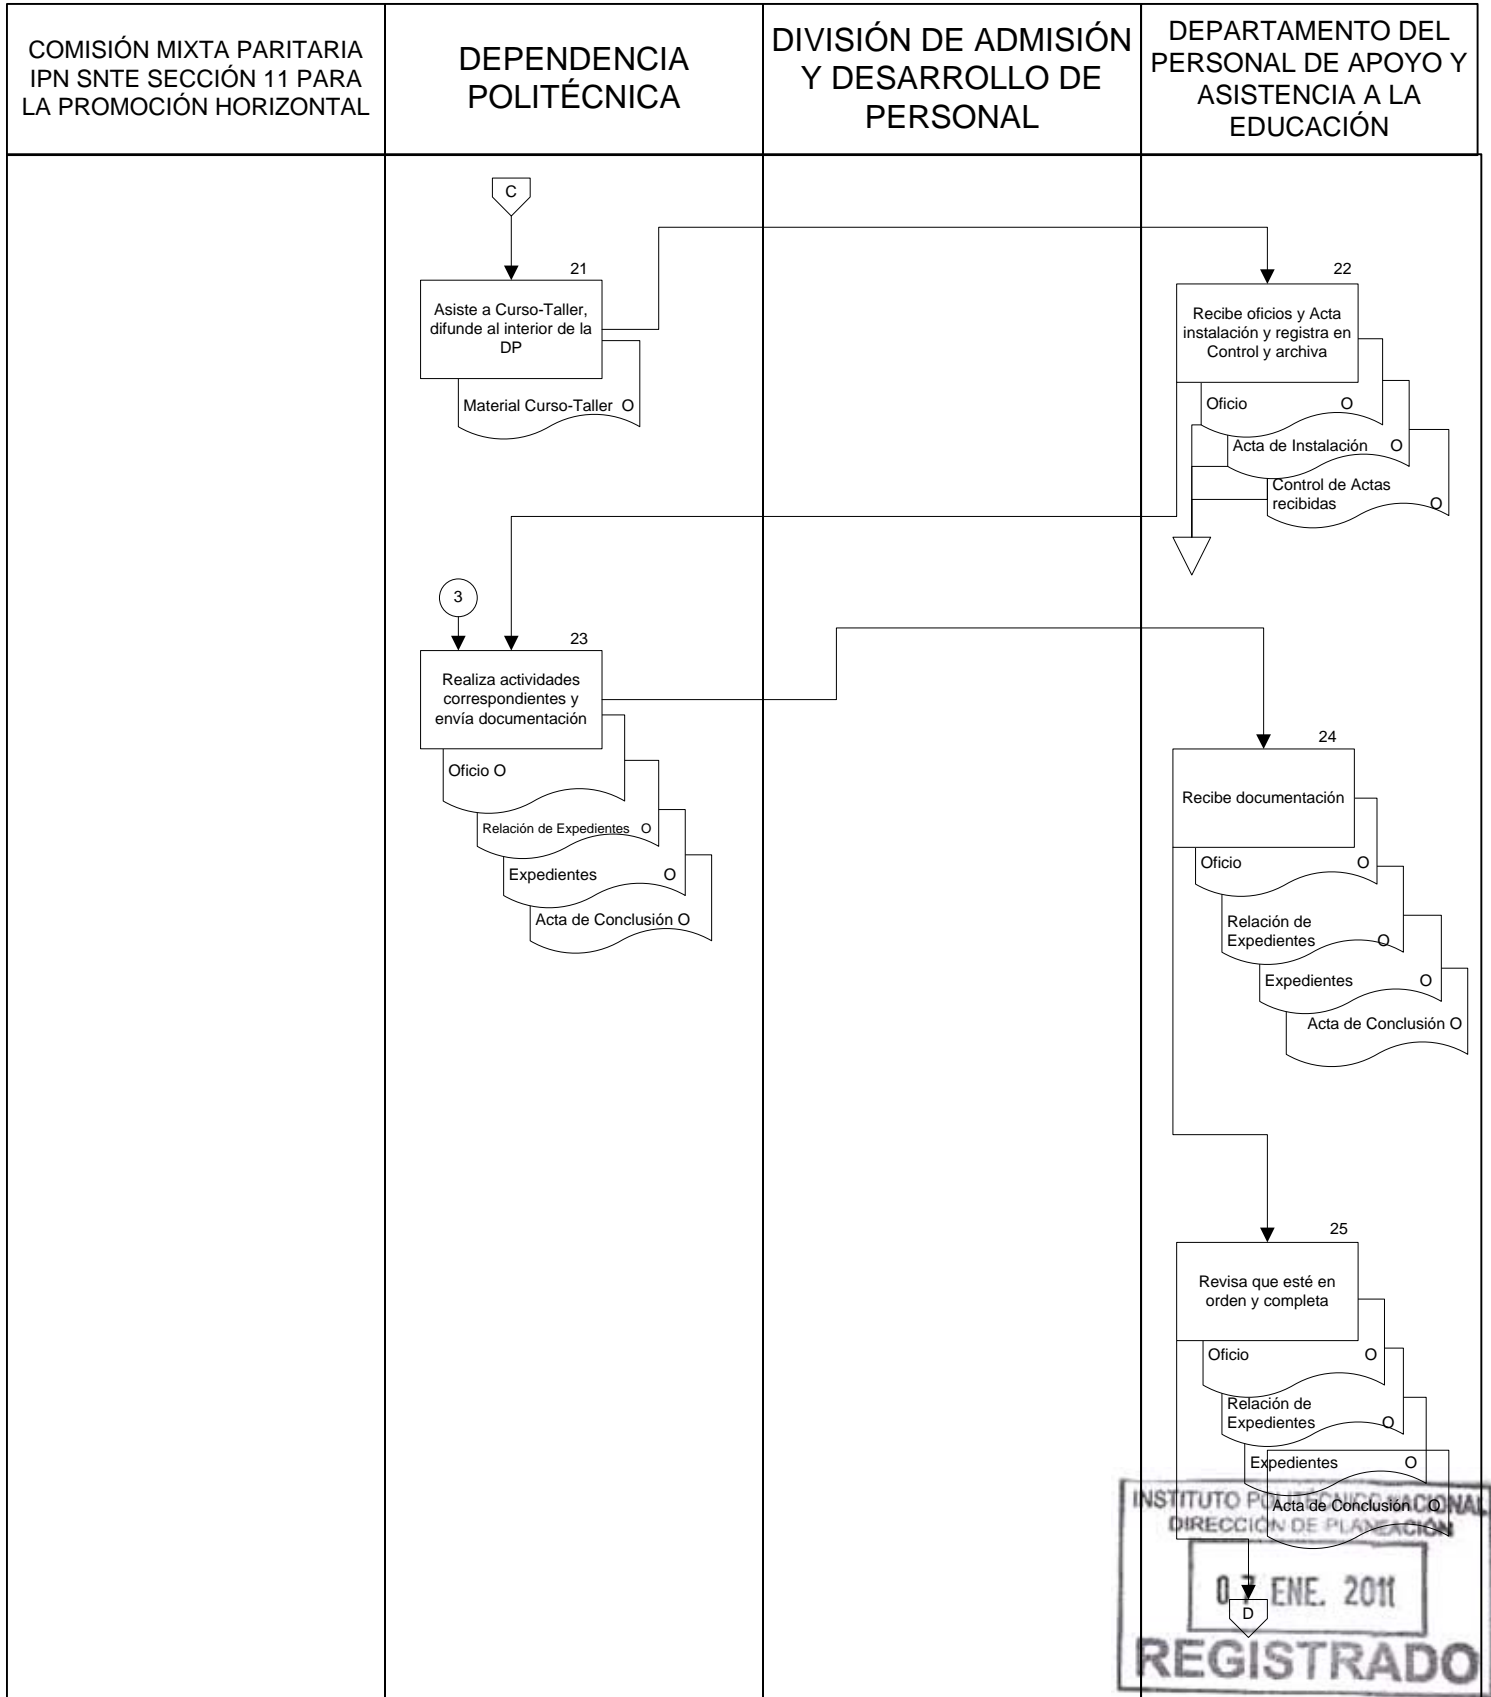 COMISIÓN MIXTA PARITARIA
IPN SNTE SECCIÓN 11 PARA
LA PROMOCIÓN HORIZONTAL
DEPENDENCIA
POLITÉCNICA
DIVISIÓN DE ADMISIÓN
Y DESARROLLO DE
PERSONAL
DEPARTAMENTO DEL
PERSONAL DE APOYO Y
ASISTENCIA A LA
EDUCACIÓN
C
21
Asiste a Curso-Taller,
difunde al interior de la
DP
Material Curso-Taller O
22
Recibe oficios y Acta
instalación y registra en
Control y archiva
Oficio O
Acta de Instalación O
Control de Actas
recibidas O
3
23
Realiza actividades
correspondientes y
envía documentación
Oficio O
Relación de Expedientes O
Expedientes O
Acta de Conclusión O
24
Recibe documentación
Oficio O
Relación de
Expedientes O
Expedientes O
Acta de Conclusión O
25
Revisa que esté en
orden y completa
Oficio O
Relación de
Expedientes O
Expedientes O
Acta de Conclusión O
INSTITUTO POLITÉCNICO NACIONAL
DIRECCIÓN DE PLANEACIÓN
07 ENE. 2011
D
REGISTRADO